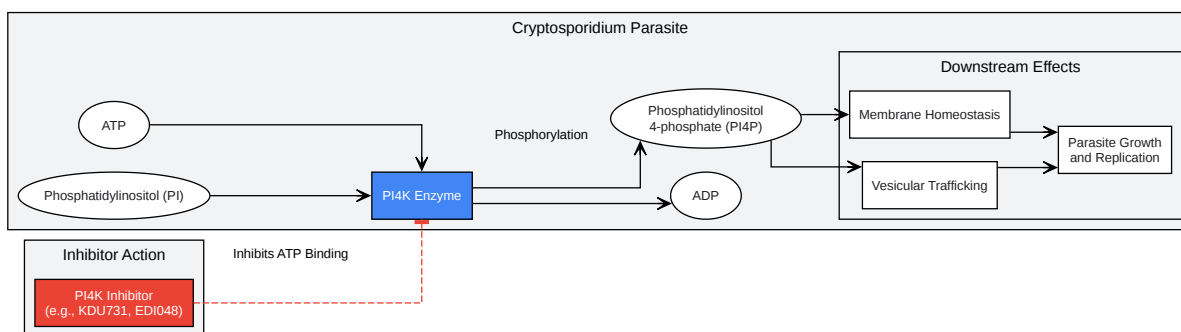 Cryptosporidium Parasite
Downstream Effects
ATP
Phosphorylation
Phosphatidylinositol
4-phosphate (PI4P)
Membrane Homeostasis
Parasite Growth
and Replication
Phosphatidylinositol (PI)
PI4K Enzyme
ADP
Vesicular Trafficking
Inhibitor Action
Inhibits ATP Binding
PI4K Inhibitor
(e.g., KDU731, EDI048)